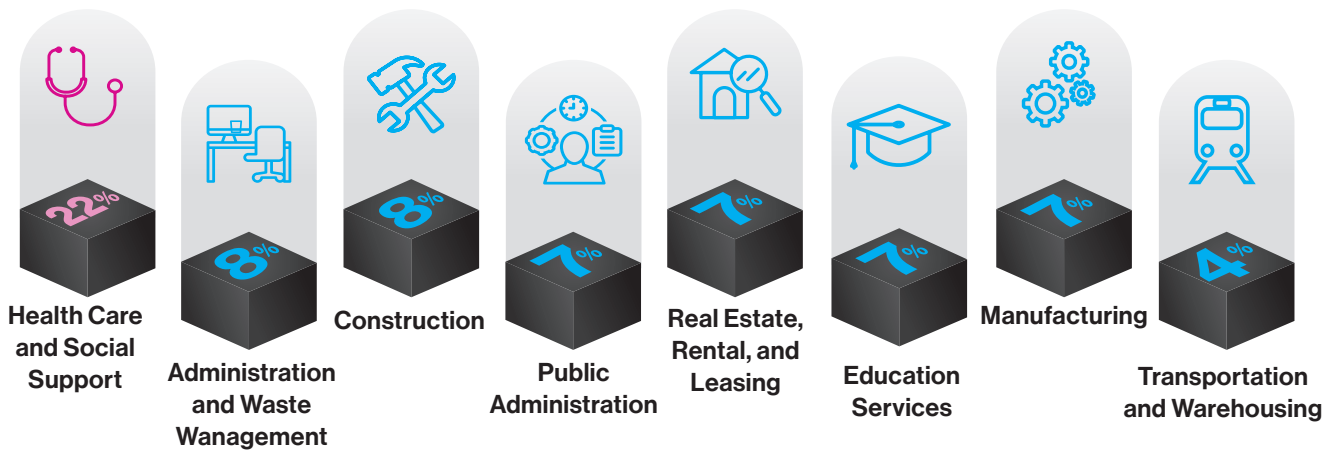 22%
Health Care
and Social
Support
8%
Administration
and Waste
Wanagement
8%
Construction
7%
Public
Administration
7%
Real Estate,
Rental, and
Leasing
7%
Education
Services
7%
Manufacturing
4%
Transportation
and Warehousing